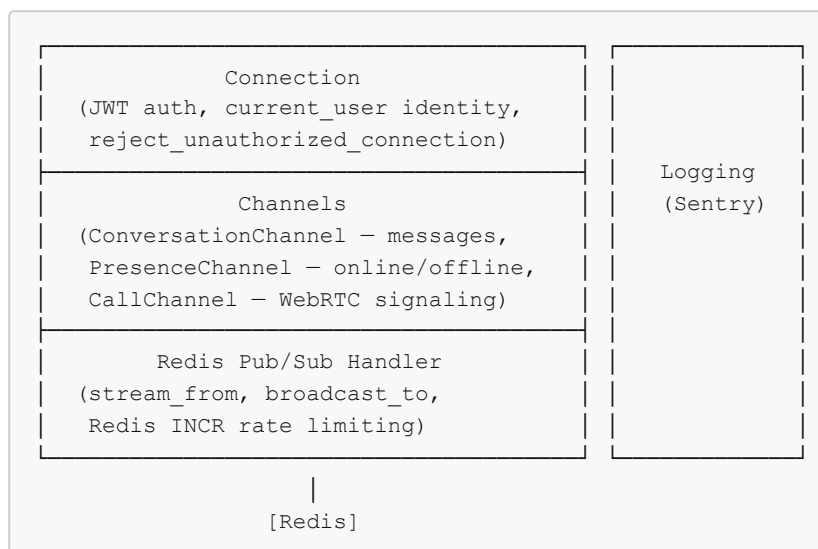 Connection
(JWT auth, current_user identity,
reject_unauthorized_connection)
Channels
(ConversationChannel — messages,
PresenceChannel — online/offline,
CallChannel — WebRTC signaling)
Redis Pub/Sub Handler
(stream_from, broadcast_to,
Redis INCR rate limiting)
Logging
(Sentry)
[Redis]